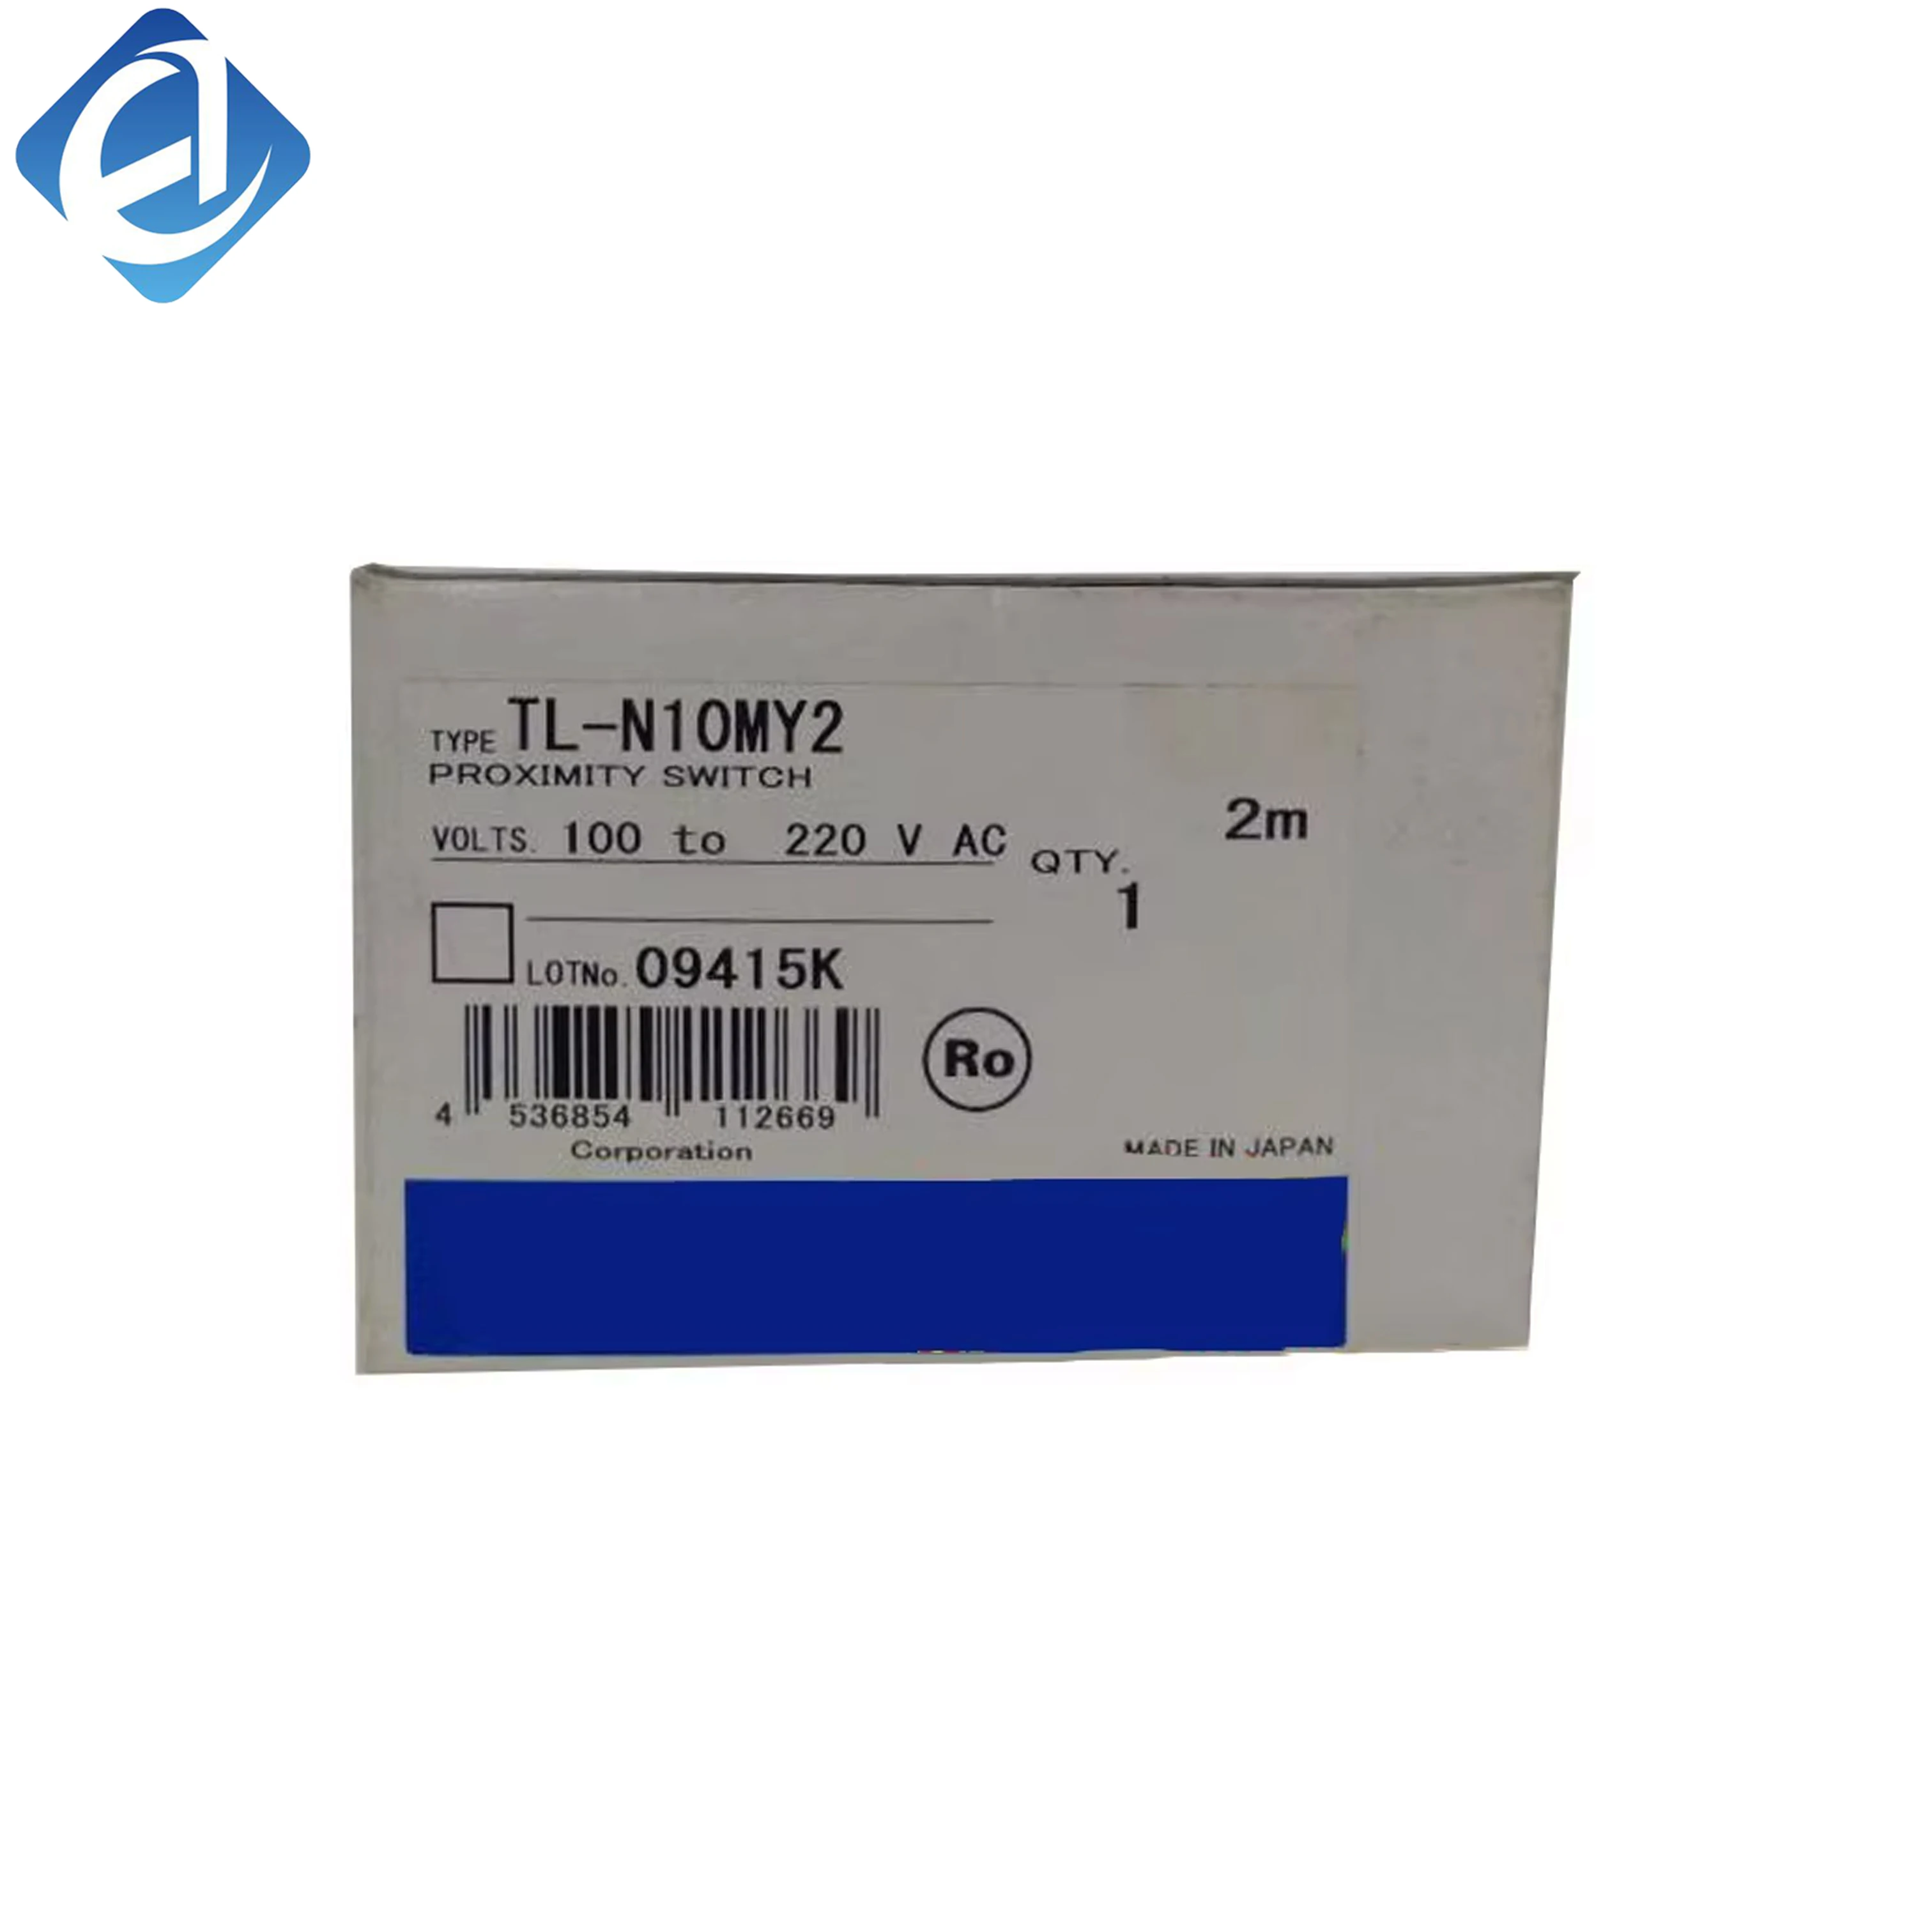 TYPE TL-N10MY2
PROXIMITY SWITCH
2m
VOLTS. 100 to 220 V AC
QTY.
1
LOTNo. 09415K
Ro
4 536854 112669
Corporation
MADE IN JAPAN